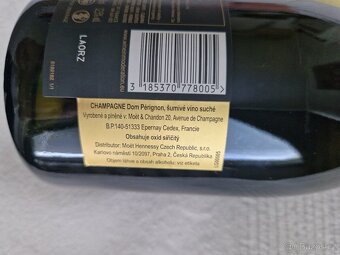 LAORZ
3 185370 778005 >
CHAMPAGNE Dom Pérignon, šumivé víno suché
Vyrobené a plněné v: Moët & Chandon 20, Avenue de Champagne
B.P.140-51333 Epernay Cedex, Francie
Obsahuje oxid siřičitý
Distributor: Moët Hennessy Czech Republic, s.r.o.
Karlovo náměstí 10/2097, Praha 2, Česká Republika
Objem láhve a obsah alkoholu: viz etiketa